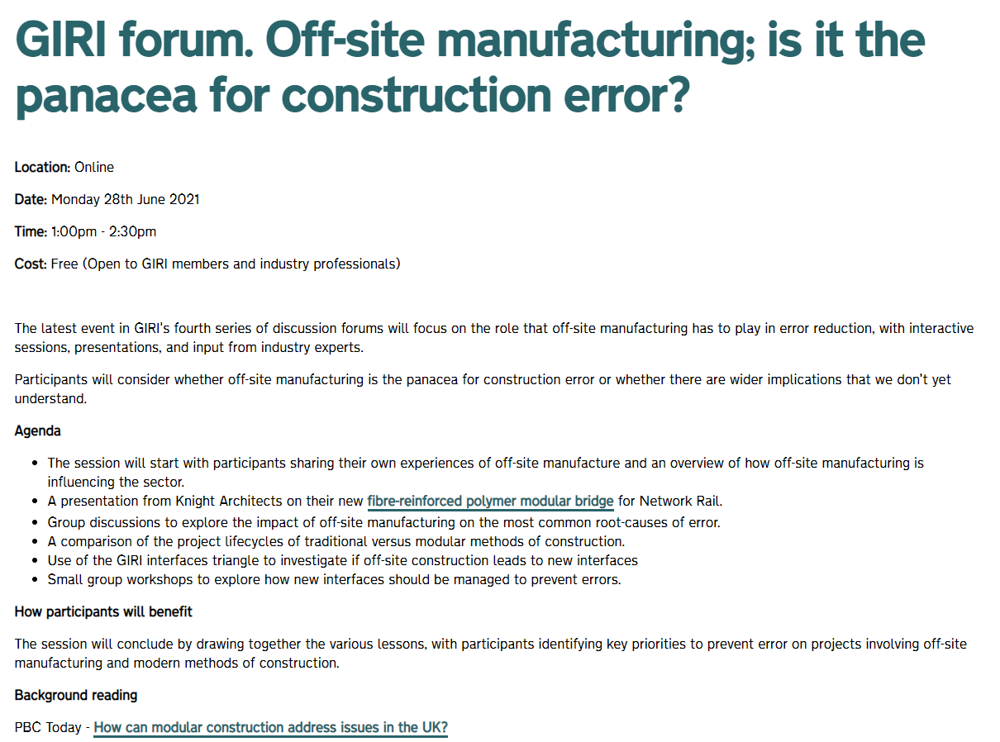 GIRI forum. Off-site manufacturing; is it the
panacea for construction error?
Location: Online
Date: Monday 28th June 2021
Time: 1:00pm - 2:30pm
Cost: Free (Open to GIRI members and industry professionals)
The latest event in GIRI's fourth series of discussion forums will focus on the role that off-site manufacturing has to play in error reduction, with interactive
sessions, presentations, and input from industry experts.
Participants will consider whether off-site manufacturing is the panacea for construction error or whether there are wider implications that we don't yet
understand.
Agenda
• The session will start with participants sharing their own experiences of off-site manufacture and an overview of how off-site manufacturing is
influencing the sector.
• A presentation from Knight Architects on their new fibre-reinforced polymer modular bridge for Network Rail.
• Group discussions to explore the impact of off-site manufacturing on the most common root-causes of error.
• A comparison of the project lifecycles of traditional versus modular methods of construction.
• Use of the GIRI interfaces triangle to investigate if off-site construction leads to new interfaces
• Small group workshops to explore how new interfaces should be managed to prevent errors.
How participants will benefit
The session will conclude by drawing together the various lessons, with participants identifying key priorities to prevent error on projects involving off-site
manufacturing and modern methods of construction.
Background reading
PBC Today - How can modular construction address issues in the UK?